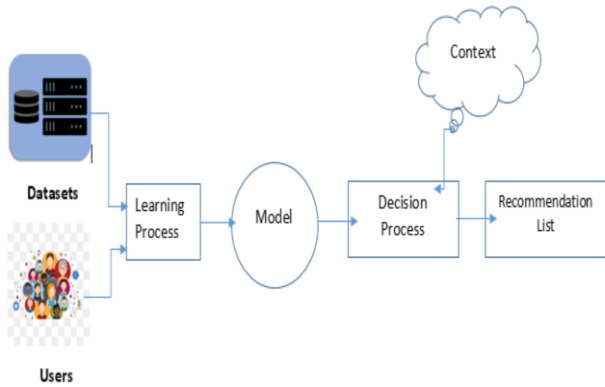 Context
Datasets
Learning
Process
Model
Decision
Process
Recommendation
List
Users